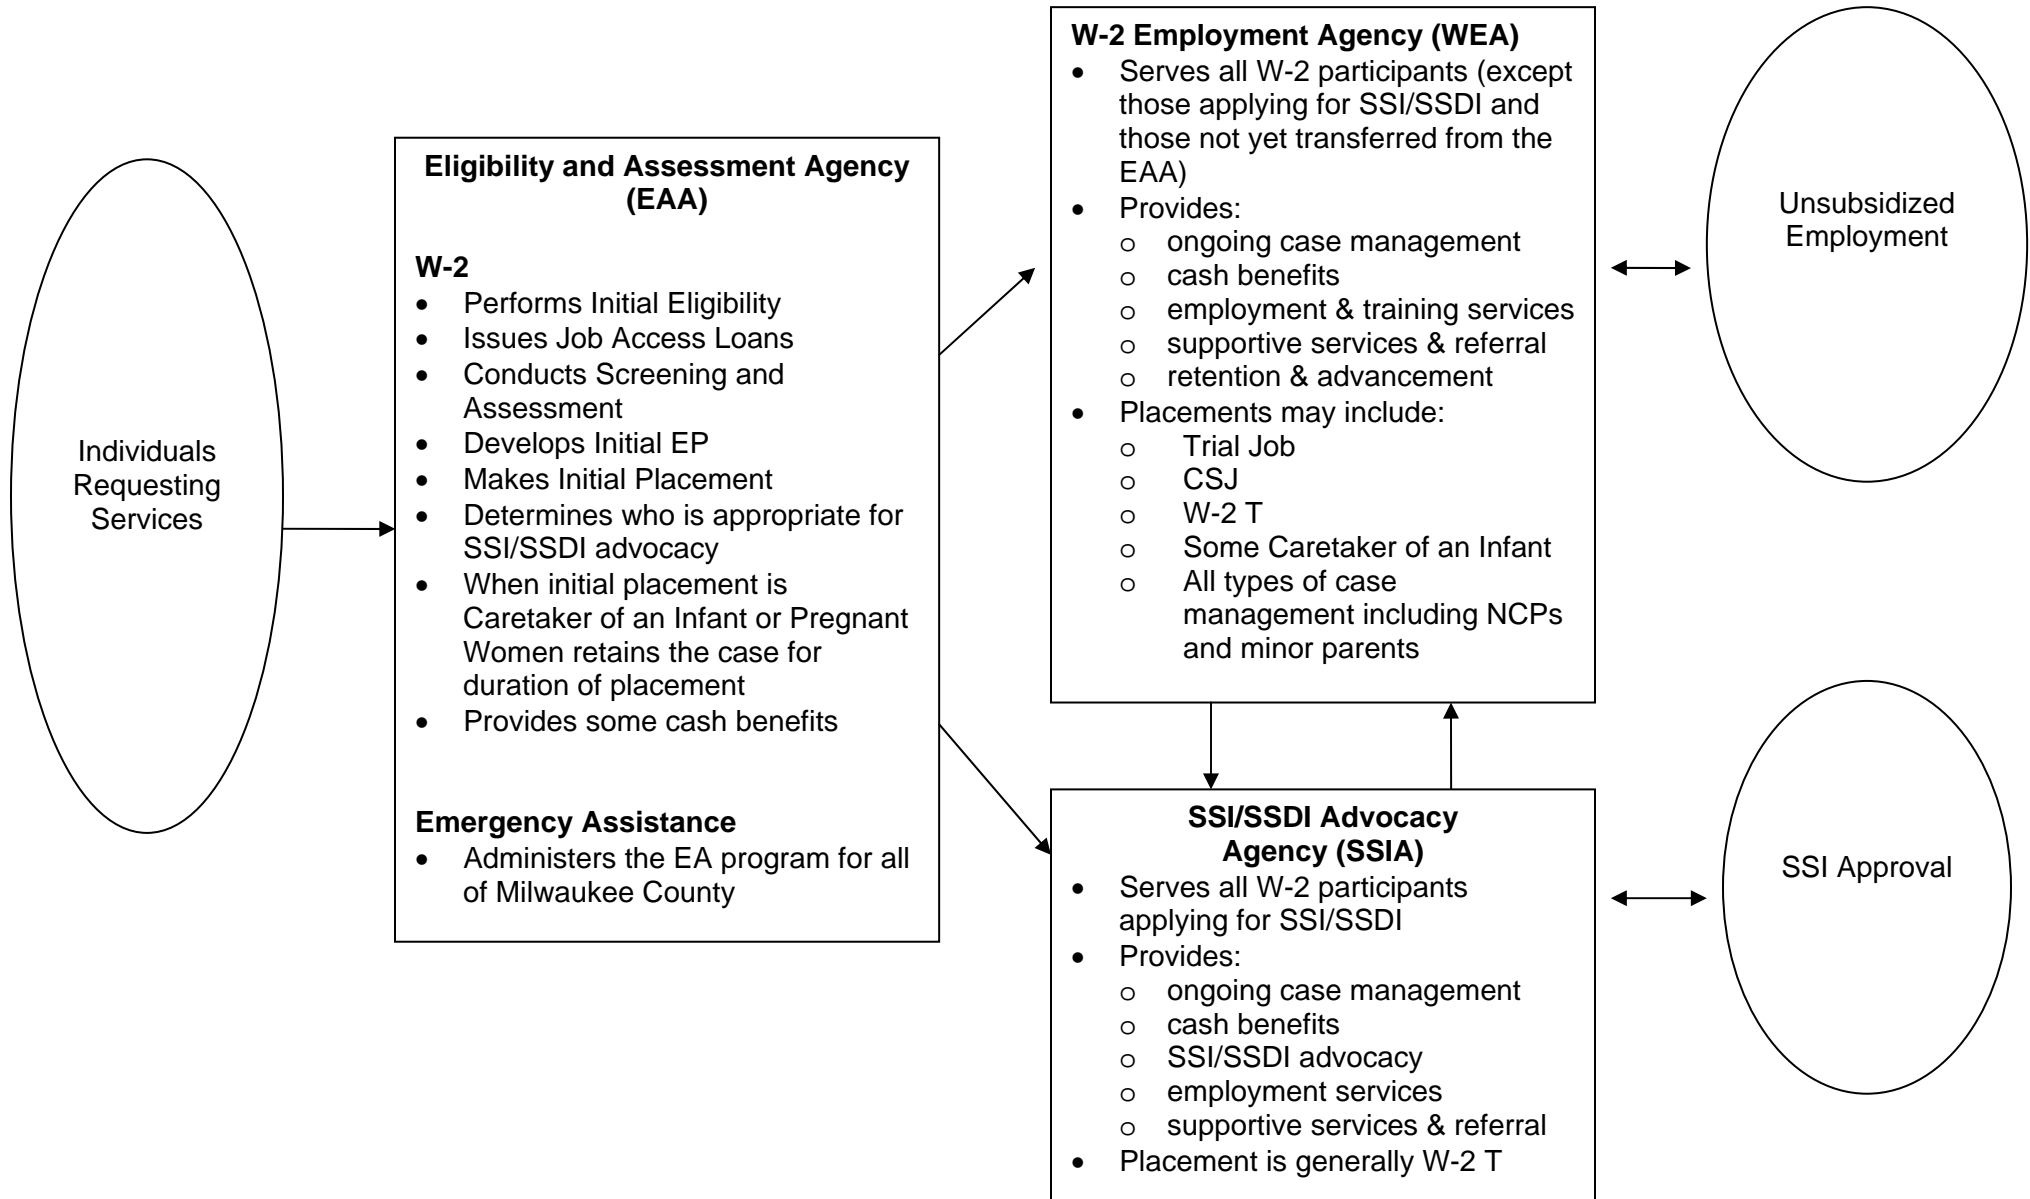 Individuals
Requesting
Services
Eligibility and Assessment Agency
(EAA)
W-2
• Performs Initial Eligibility
• Issues Job Access Loans
• Conducts Screening and
Assessment
• Develops Initial EP
• Makes Initial Placement
• Determines who is appropriate for
SSI/SSDI advocacy
• When initial placement is
Caretaker of an Infant or Pregnant
Women retains the case for
duration of placement
• Provides some cash benefits
Emergency Assistance
• Administers the EA program for all
of Milwaukee County
W-2 Employment Agency (WEA)
• Serves all W-2 participants (except
those applying for SSI/SSDI and
those not yet transferred from the
EAA)
• Provides:
o ongoing case management
o cash benefits
o employment & training services
o supportive services & referral
o retention & advancement
• Placements may include:
o Trial Job
o CSJ
o W-2 T
o Some Caretaker of an Infant
o All types of case
management including NCPs
and minor parents
SSI/SSDI Advocacy
Agency (SSIA)
• Serves all W-2 participants
applying for SSI/SSDI
• Provides:
o ongoing case management
o cash benefits
o SSI/SSDI advocacy
o employment services
o supportive services & referral
• Placement is generally W-2 T
Unsubsidized
Employment
SSI Approval